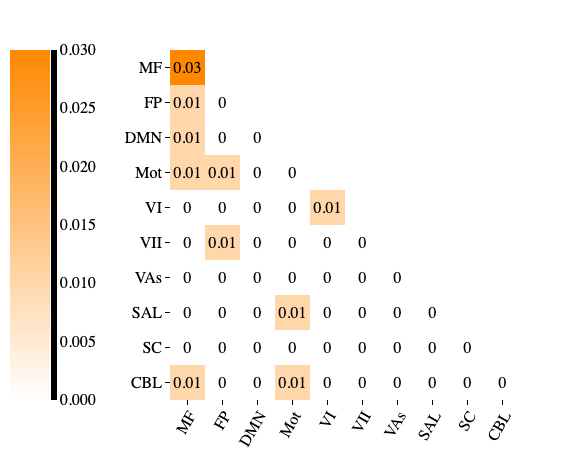 0.030
0.025
0.020
0.015
0.010
0.005
0.000
MF 0.03
FP 0.01 0
DMN 0.01 0 0
Mot 0.01 0.01 0 0
VI 0 0 0 0 0.01
VII 0 0.01 0 0 0 0
VAs 0 0 0 0 0 0 0
SAL 0 0 0 0.01 0 0 0 0
SC 0 0 0 0 0 0 0 0 0
CBL 0.01 0 0 0.01 0 0 0 0 0 0
MF FP DMN Mot VI VII VAs SAL SC CBL